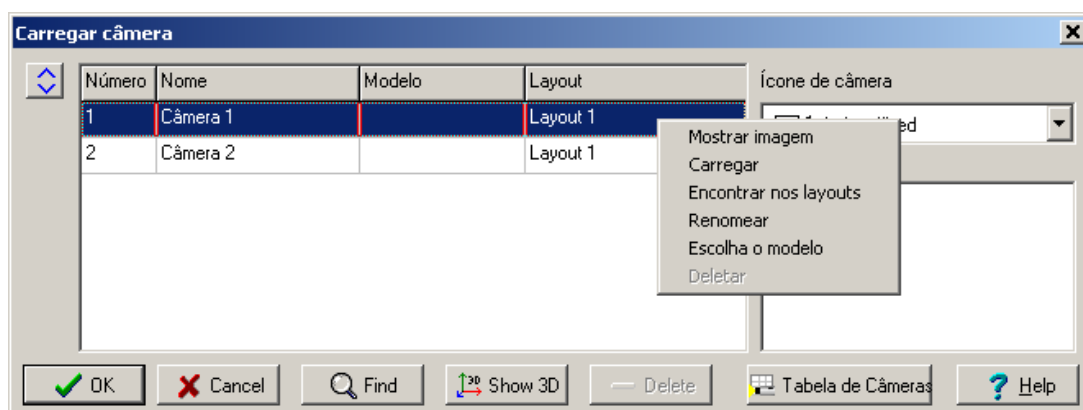 Carregar câmera
Número Nome Modelo Layout
Ícone de câmera
1 Câmera 1 Layout 1
2 Câmera 2 Layout 1
Mostrar imagem
Carregar
Encontrar nos layouts
Renomear
Escolha o modelo
Deletar
OK Cancel Find Show 3D Delete Tabela de Câmeras Help